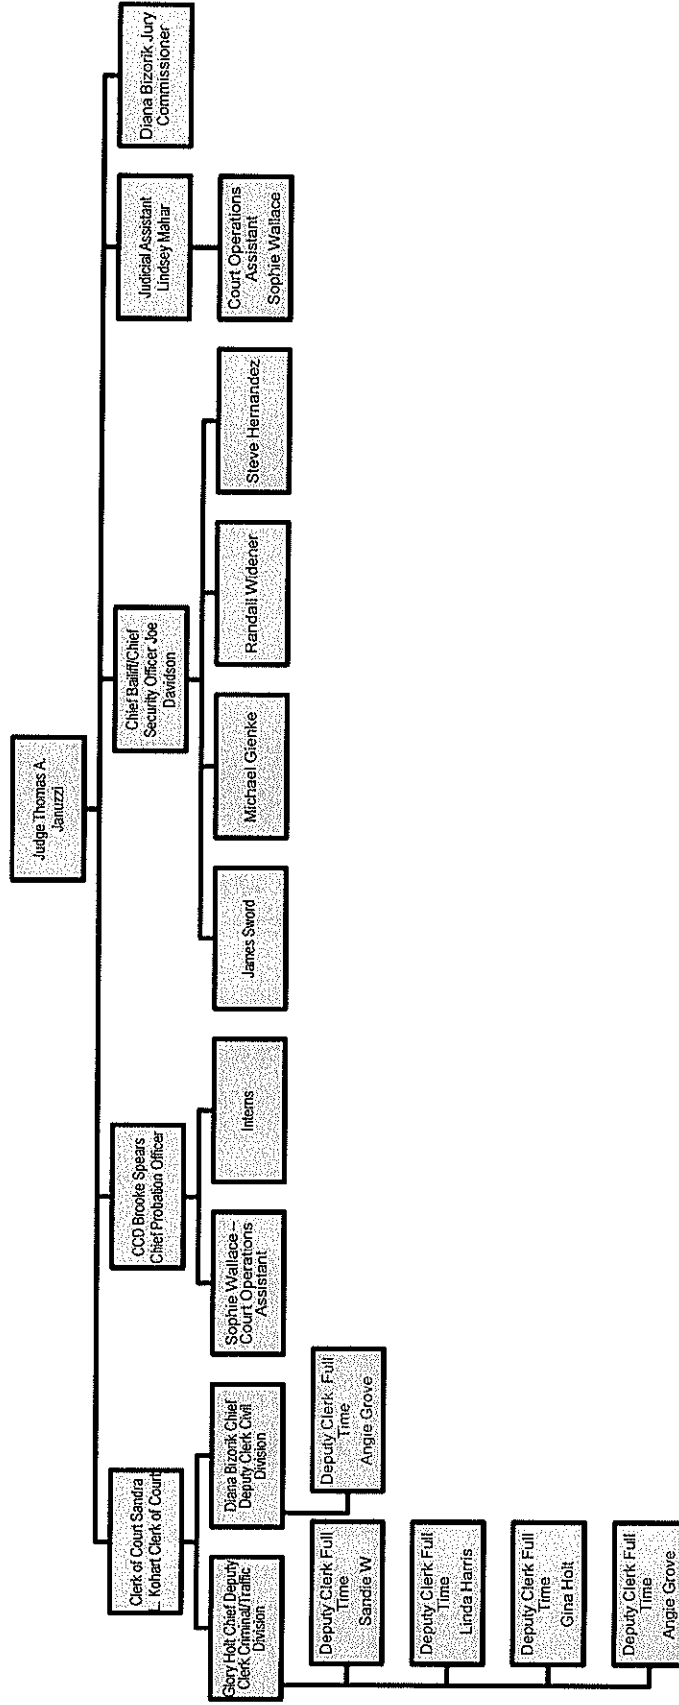 Judge Thomas A.
Januzzi
Clerk of Court Sandra
L. Kohart Clerk of Court
CCD Brooke Spears
Chief Probation Officer
Chief Bailiff/Chief
Security Officer Joe
Davidson
Judicial Assistant
Lindsey Mahar
Diana Bizorik Jury
Commissioner
Glory Holt Chief Deputy
Clerk Criminal/Traffic
Division
Diana Bizorik Chief
Deputy Clerk Civil
Division
Sophie Wallace –
Court Operations
Assistant
Interns
James Sword
Michael Gienke
Randall Widener
Steve Hernandez
Court Operations
Assistant
Sophie Wallace
Deputy Clerk Full
Time
Sandie W
Deputy Clerk Full
Time
Angie Grove
Deputy Clerk Full
Time
Linda Harris
Deputy Clerk Full
Time
Gina Holt
Deputy Clerk Full
Time
Angie Grove